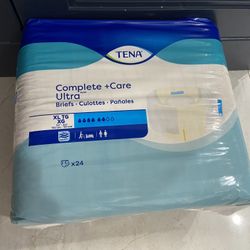 TENA
Complete +Care
Ultra
Briefs · Culottes · Pañales
XL TG
XG
x24